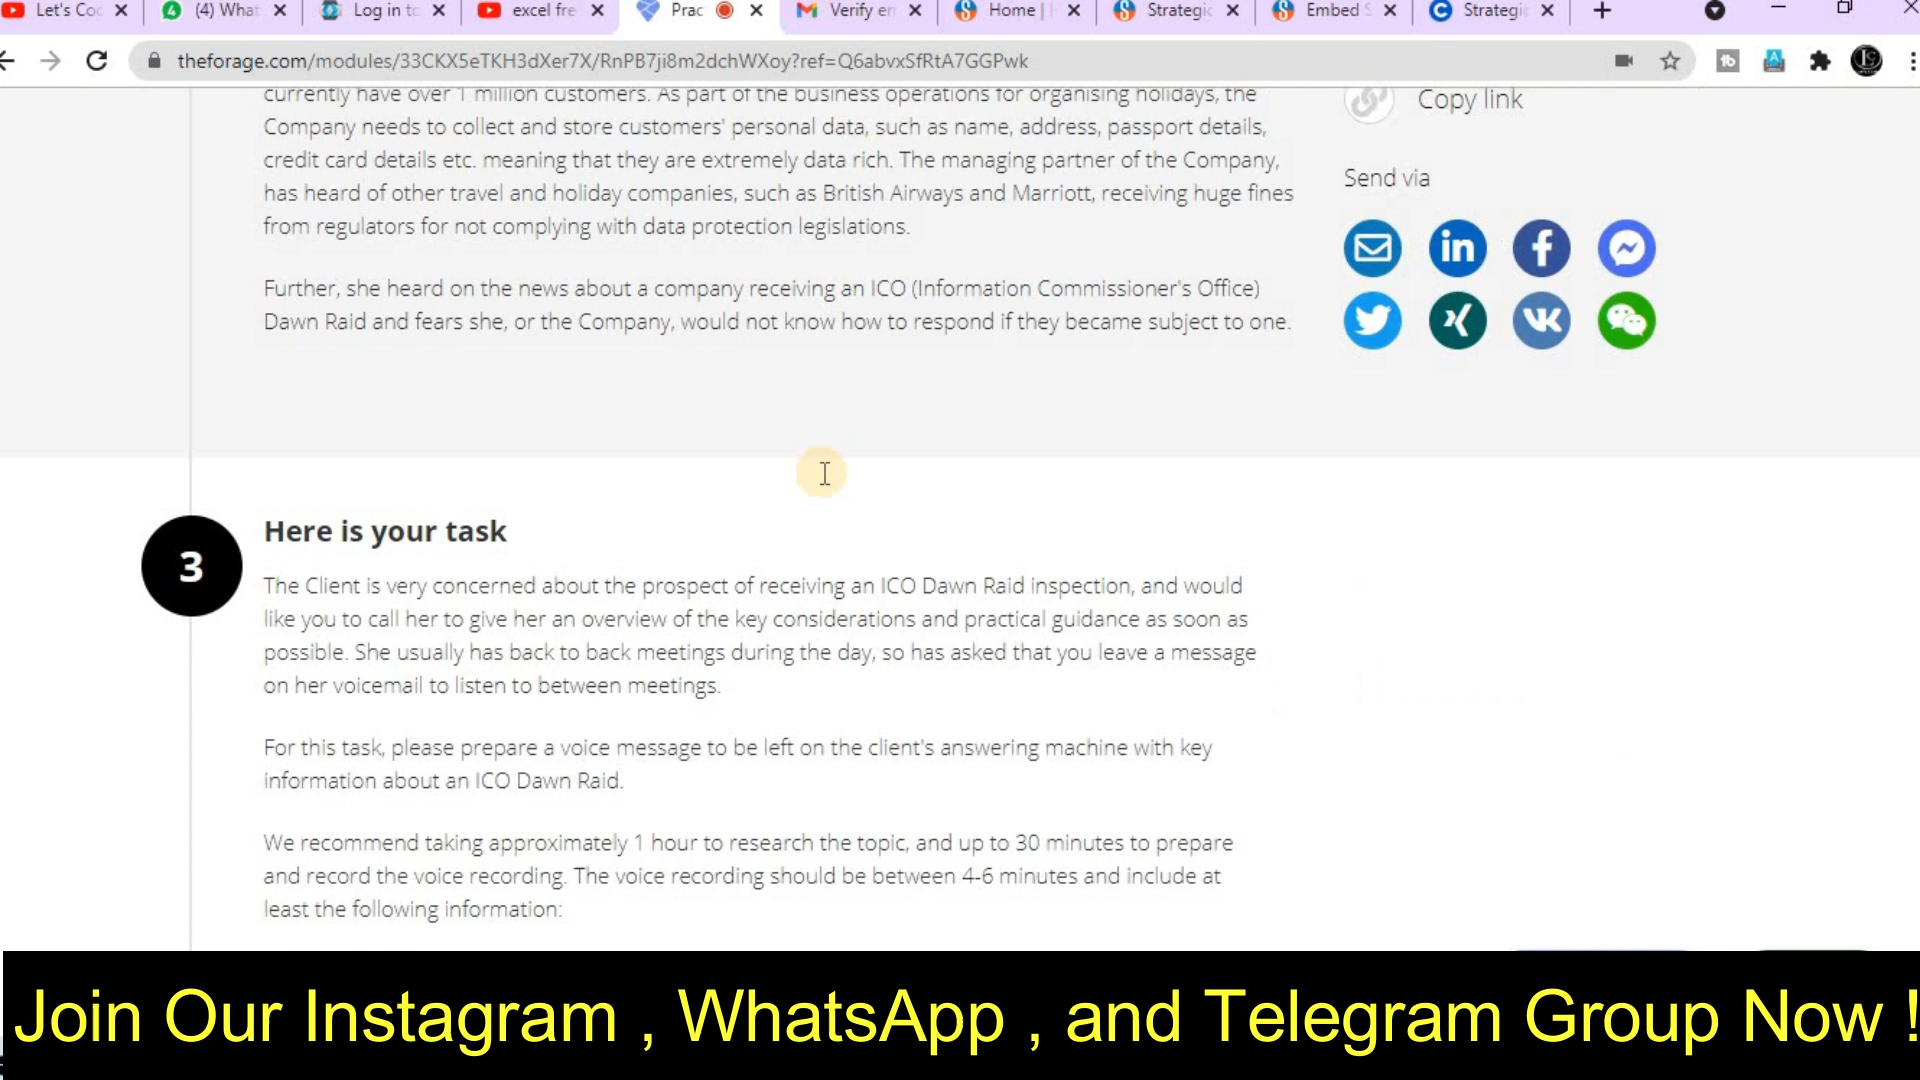 Let's Coc
(4) What
Log in to
excel fre
Prac
Verify en
Home |
Strategic
Embed S
Strategic
theforage.com/modules/33CKX5eTKH3dXer7X/RnPB7ji8m2dchWXoy?ref=Q6abvxSfRtA7GGPwk
currently have over 1 million customers. As part of the business operations for organising holidays, the
Company needs to collect and store customers' personal data, such as name, address, passport details,
credit card details etc. meaning that they are extremely data rich. The managing partner of the Company,
has heard of other travel and holiday companies, such as British Airways and Marriott, receiving huge fines
from regulators for not complying with data protection legislations.
Further, she heard on the news about a company receiving an ICO (Information Commissioner's Office)
Dawn Raid and fears she, or the Company, would not know how to respond if they became subject to one.
Copy link
Send via
3
Here is your task
The Client is very concerned about the prospect of receiving an ICO Dawn Raid inspection, and would
like you to call her to give her an overview of the key considerations and practical guidance as soon as
possible. She usually has back to back meetings during the day, so has asked that you leave a message
on her voicemail to listen to between meetings.
For this task, please prepare a voice message to be left on the client's answering machine with key
information about an ICO Dawn Raid.
We recommend taking approximately 1 hour to research the topic, and up to 30 minutes to prepare
and record the voice recording. The voice recording should be between 4-6 minutes and include at
least the following information:
Join Our Instagram , WhatsApp , and Telegram Group Now !